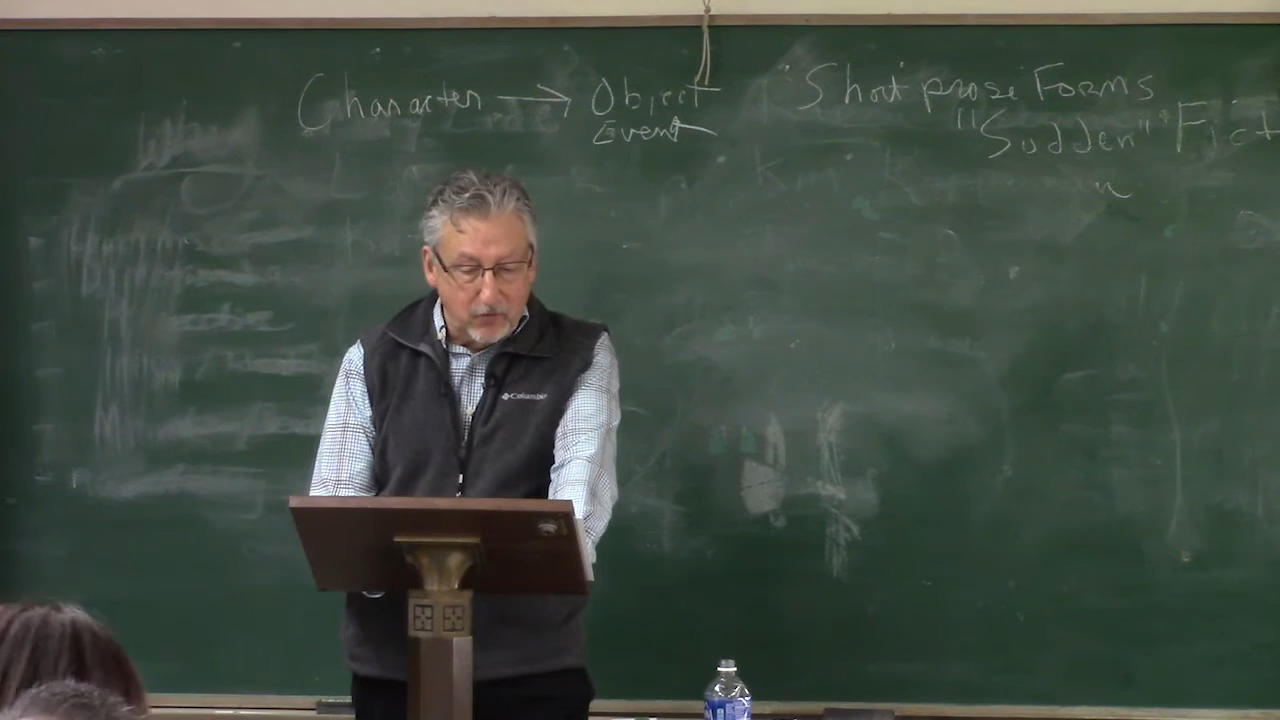 Character → Object
Event
"Short" prose Forms
"Sudden" Fict
Columbia